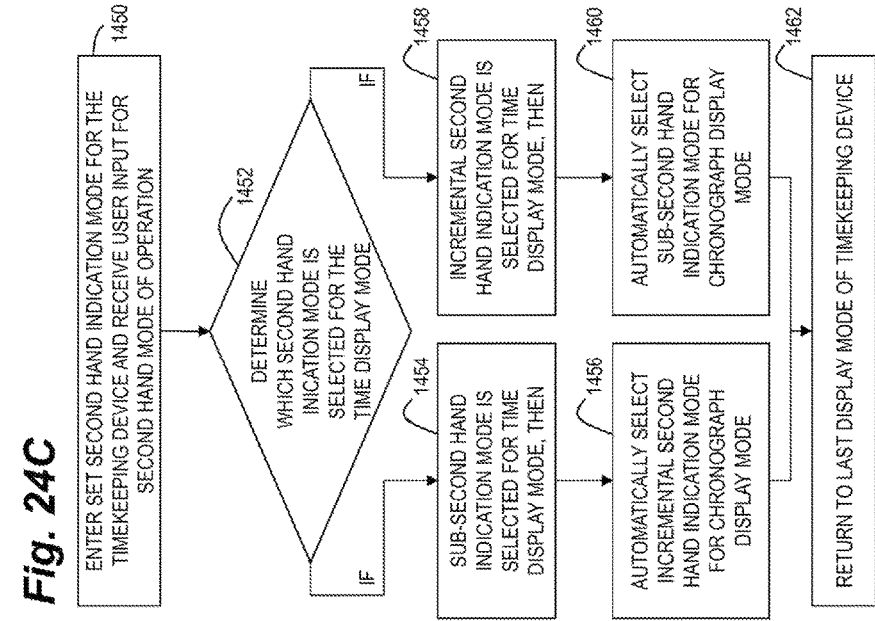 Fig. 24C
1450
ENTER SET SECOND HAND INDICATION MODE FOR THE
TIMEKEEPING DEVICE AND RECEIVE USER INPUT FOR
SECOND HAND MODE OF OPERATION
1452
DETERMINE
WHICH SECOND HAND
INICATION MODE IS
SELECTED FOR THE
TIME DISPLAY MODE
IF
IF
1454
SUB-SECOND HAND
INDICATION MODE IS
SELECTED FOR TIME
DISPLAY MODE, THEN
1458
INCREMENTAL SECOND
HAND INDICATION MODE IS
SELECTED FOR TIME
DISPLAY MODE, THEN
1456
AUTOMATICALLY SELECT
INCREMENTAL SECOND
HAND INDICATION MODE
FOR CHRONOGRAPH
DISPLAY MODE
1460
AUTOMATICALLY SELECT
SUB-SECOND HAND
INDICATION MODE FOR
CHRONOGRAPH DISPLAY
MODE
1462
RETURN TO LAST DISPLAY MODE OF TIMEKEEPING DEVICE